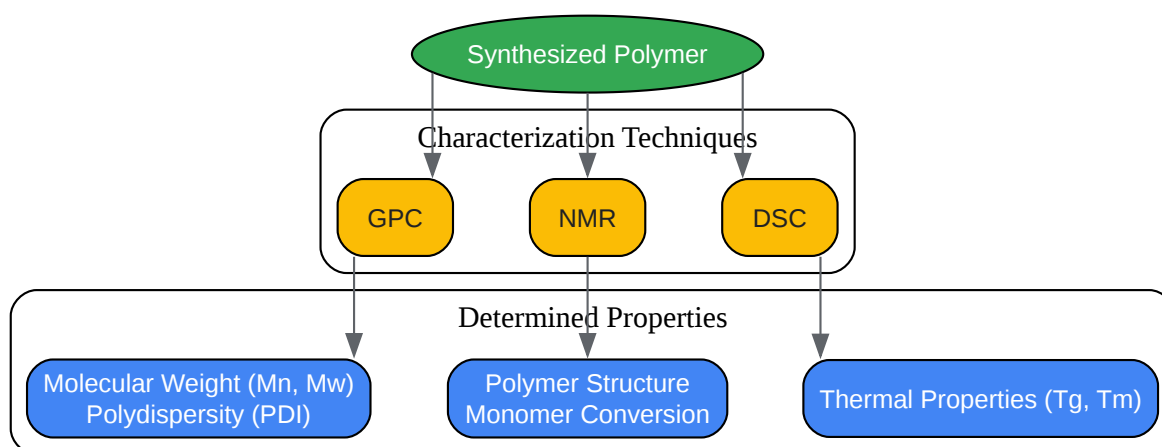 Synthesized Polymer
Characterization Techniques
GPC
NMR
DSC
Determined Properties
Molecular Weight (Mn, Mw)
Polydispersity (PDI)
Polymer Structure
Monomer Conversion
Thermal Properties (Tg, Tm)